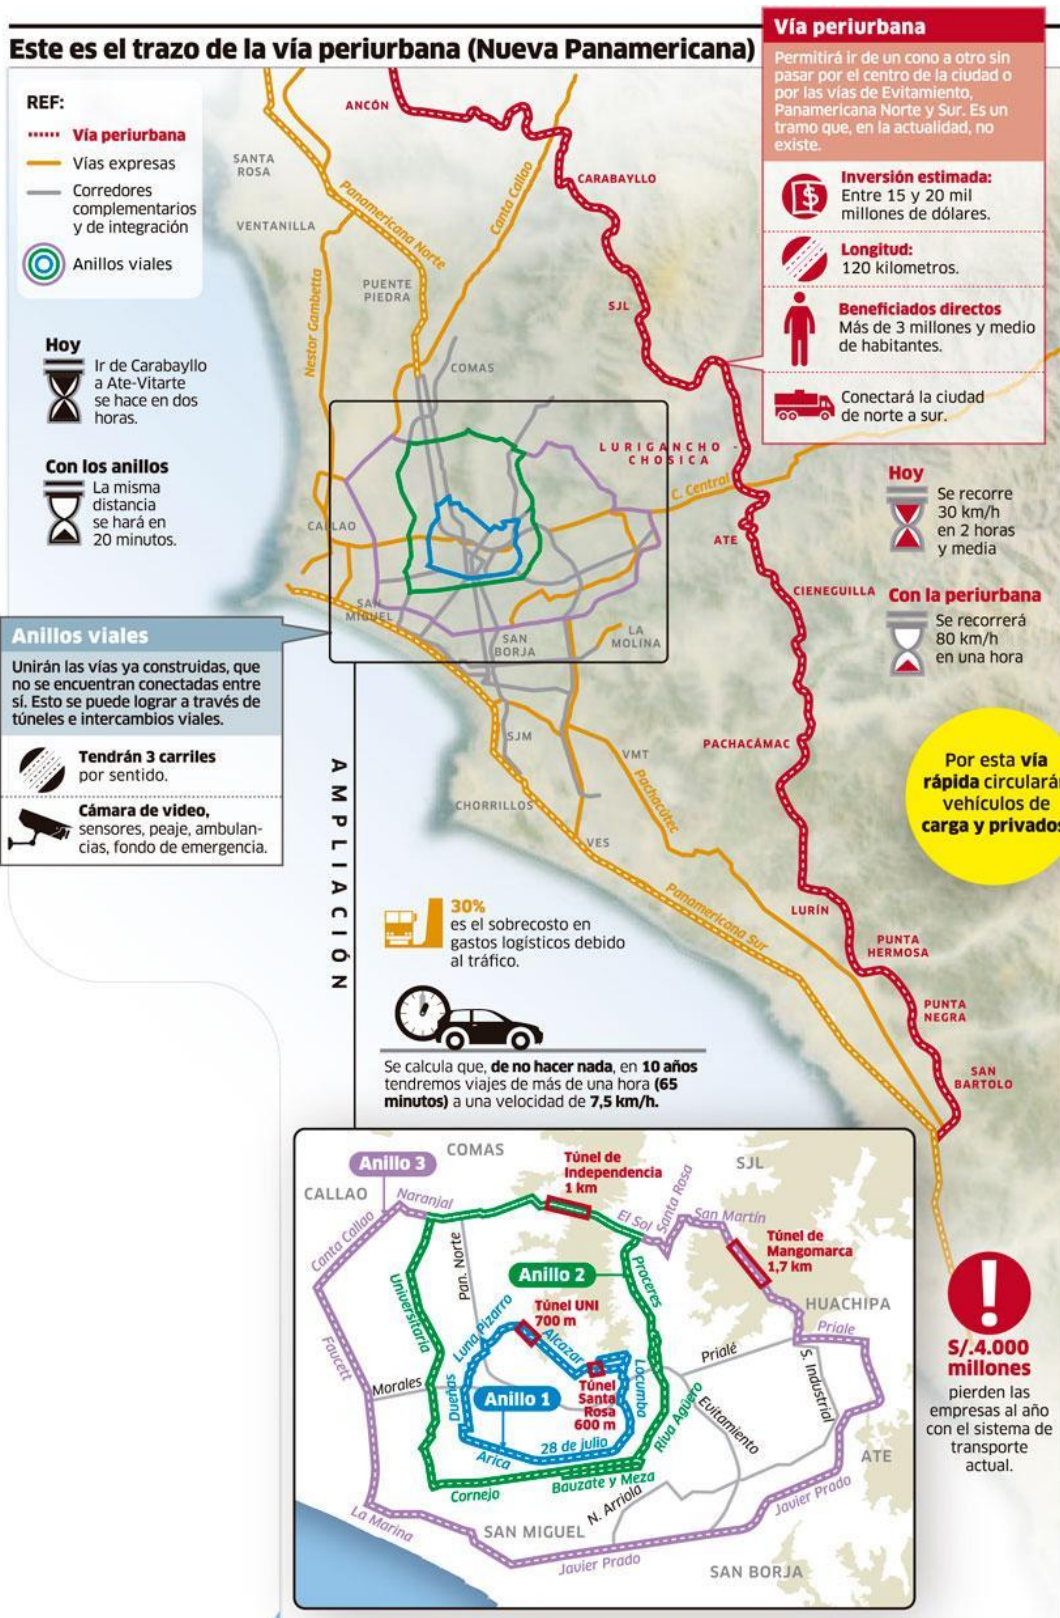 Este es el trazo de la vía periurbana (Nueva Panamericana)
REF:
Vía periurbana
Vías expresas
Corredores
complementarios
y de integración
Anillos viales
Vía periurbana
Permitirá ir de un cono a otro sin
pasar por el centro de la ciudad o
por las vías de Evitamiento,
Panamericana Norte y Sur. Es un
tramo que, en la actualidad, no
existe.
Inversión estimada:
Entre 15 y 20 mil
millones de dólares.
Longitud:
120 kilometros.
Beneficiados directos
Más de 3 millones y medio
de habitantes.
Conectará la ciudad
de norte a sur.
ANCÓN
SANTA
ROSA
CARABAYLLO
VENTANILLA
Panamericana Norte
Canta Callao
PUENTE
PIEDRA
Nestor Gambetta
SJL
COMAS
Hoy
Ir de Carabayllo
a Ate-Vitarte
se hace en dos
horas.
Con los anillos
La misma
distancia
se hará en
20 minutos.
LURIGANCHO -
CHOSICA
C. Central
CALLAO
ATE
CIENEGUILLA
Hoy
Se recorre
30 km/h
en 2 horas
y media
Con la periurbana
Se recorrerá
80 km/h
en una hora
SAN
MIGUEL
SAN
BORJA
LA
MOLINA
Anillos viales
Unirán las vías ya construidas, que
no se encuentran conectadas entre
sí. Esto se puede lograr a través de
túneles e intercambios viales.
Tendrán 3 carriles
por sentido.
Cámara de video,
sensores, peaje, ambulan-
cias, fondo de emergencia.
AMPLIACIÓN
SJM
VMT
PACHACÁMAC
Pachacútec
CHORRILLOS
VES
Por esta vía
rápida circulará
vehículos de
carga y privados
Panamericana Sur
LURÍN
PUNTA
HERMOSA
PUNTA
NEGRA
SAN
BARTOLO
30%
es el sobrecosto en
gastos logísticos debido
al tráfico.
Se calcula que, de no hacer nada, en 10 años
tendremos viajes de más de una hora (65
minutos) a una velocidad de 7,5 km/h.
COMAS
Anillo 3
CALLAO
Naranjal
Túnel de
Independencia
1 km
SJL
Santa Rosa
El Sol
San Martín
Canta Callao
Túnel de
Mangomarca
1,7 km
Pan. Norte
Universitaria
Anillo 2
Proceres
HUACHIPA
Túnel UNI
700 m
Luna Pizarro
Alcazar
Priale
Faucett
Prialé
Morales
S. Industrial
Dueñas
Anillo 1
Túnel
Santa
Rosa
600 m
Locumba
Evitamiento
Riva Agüero
28 de julio
Arica
ATE
Cornejo
Bauzate y Meza
N. Arriola
Javier Prado
La Marina
SAN MIGUEL
Javier Prado
SAN BORJA
S/.4.000
millones
pierden las
empresas al año
con el sistema de
transporte
actual.